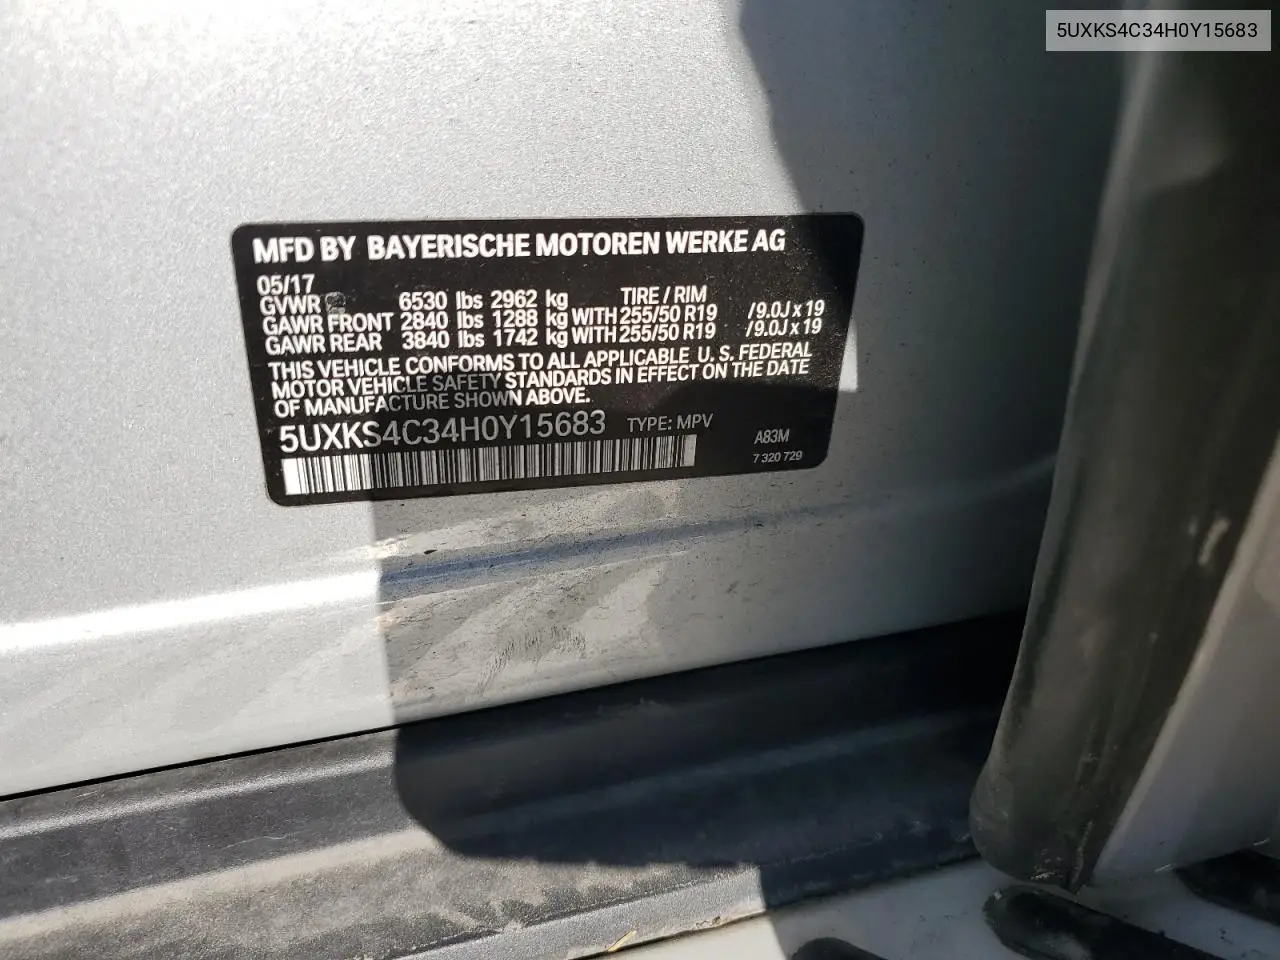 5UXKS4C34H0Y15683
MFD BY BAYERISCHE MOTOREN WERKE AG
05/17
GVWR 6530 lbs 2962 kg TIRE / RIM
GAWR FRONT 2840 lbs 1288 kg WITH 255/50 R19 /9.0J x 19
GAWR REAR 3840 lbs 1742 kg WITH 255/50 R19 /9.0J x 19
THIS VEHICLE CONFORMS TO ALL APPLICABLE U.S. FEDERAL
MOTOR VEHICLE SAFETY STANDARDS IN EFFECT ON THE DATE
OF MANUFACTURE SHOWN ABOVE.
5UXKS4C34H0Y15683 TYPE: MPV A83M
7 320 729